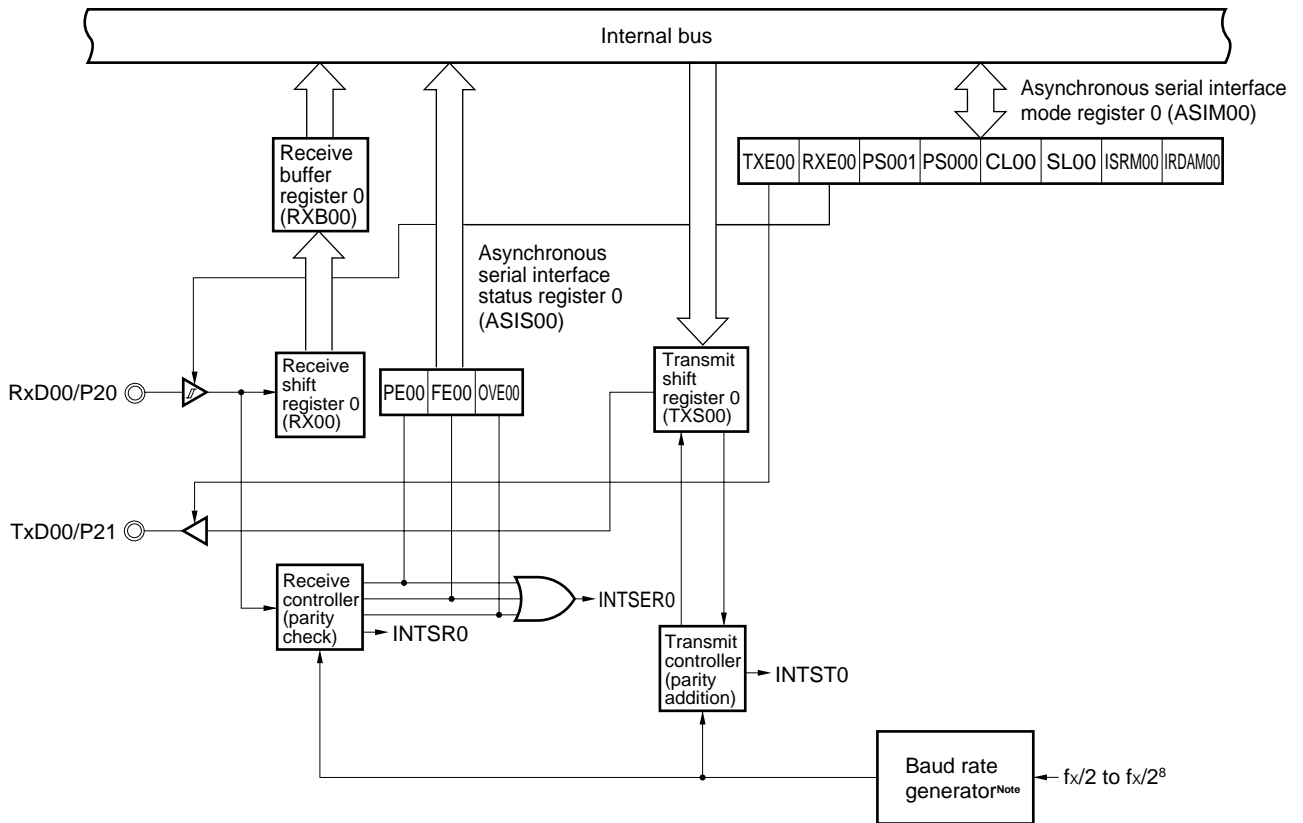 Internal bus
Asynchronous serial interface
mode register 0 (ASIM00)
TXE00 RXE00 PS001 PS000 CL00 SL00 ISRM00 IRDAM00
Receive
buffer
register 0
(RXB00)
Asynchronous
serial interface
status register 0
(ASIS00)
RxD00/P20
Receive
shift
register 0
(RX00)
PE00 FE00 OVE00
Transmit
shift
register 0
(TXS00)
TxD00/P21
Receive
controller
(parity
check)
INTSER0
INTSR0
Transmit
controller
(parity
addition)
INTST0
Baud rate
generatorNote
fX/2 to fX/2⁸